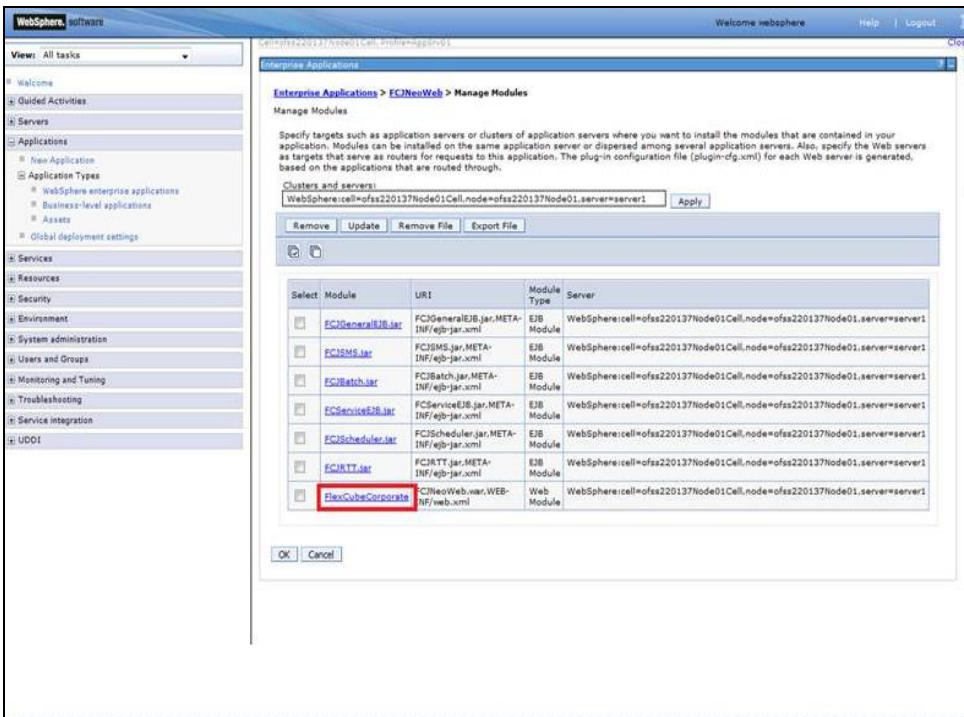 WebSphere. software
Welcome websphere
Help | Logout
Cell=ofss220137Node01Cell, Profile=AppSrv01
Close
View: All tasks
Welcome
Guided Activities
Servers
Applications
New Application
Application Types
WebSphere enterprise applications
Business-level applications
Assets
Global deployment settings
Services
Resources
Security
Environment
System administration
Users and Groups
Monitoring and Tuning
Troubleshooting
Service integration
UDDI
Enterprise Applications
Enterprise Applications > FCJNeoWeb > Manage Modules
Manage Modules
Specify targets such as application servers or clusters of application servers where you want to install the modules that are contained in your
application. Modules can be installed on the same application server or dispersed among several application servers. Also, specify the Web servers
as targets that serve as routers for requests to this application. The plug-in configuration file (plugin-cfg.xml) for each Web server is generated,
based on the applications that are routed through.
Clusters and servers:
WebSphere:cell=ofss220137Node01Cell,node=ofss220137Node01,server=server1
Apply
Remove Update Remove File Export File
Select Module URI Module Type Server
FCJGeneralEJB.jar FCJGeneralEJB.jar,META-INF/ejb-jar.xml EJB Module WebSphere:cell=ofss220137Node01Cell,node=ofss220137Node01,server=server1
FCJSMS.jar FCJSMS.jar,META-INF/ejb-jar.xml EJB Module WebSphere:cell=ofss220137Node01Cell,node=ofss220137Node01,server=server1
FCJBatch.jar FCJBatch.jar,META-INF/ejb-jar.xml EJB Module WebSphere:cell=ofss220137Node01Cell,node=ofss220137Node01,server=server1
FCServiceEJB.jar FCServiceEJB.jar,META-INF/ejb-jar.xml EJB Module WebSphere:cell=ofss220137Node01Cell,node=ofss220137Node01,server=server1
FCJScheduler.jar FCJScheduler.jar,META-INF/ejb-jar.xml EJB Module WebSphere:cell=ofss220137Node01Cell,node=ofss220137Node01,server=server1
FCJRTT.jar FCJRTT.jar,META-INF/ejb-jar.xml EJB Module WebSphere:cell=ofss220137Node01Cell,node=ofss220137Node01,server=server1
FlexCubeCorporate FCJNeoWeb.war,WEB-INF/web.xml Web Module WebSphere:cell=ofss220137Node01Cell,node=ofss220137Node01,server=server1
OK Cancel